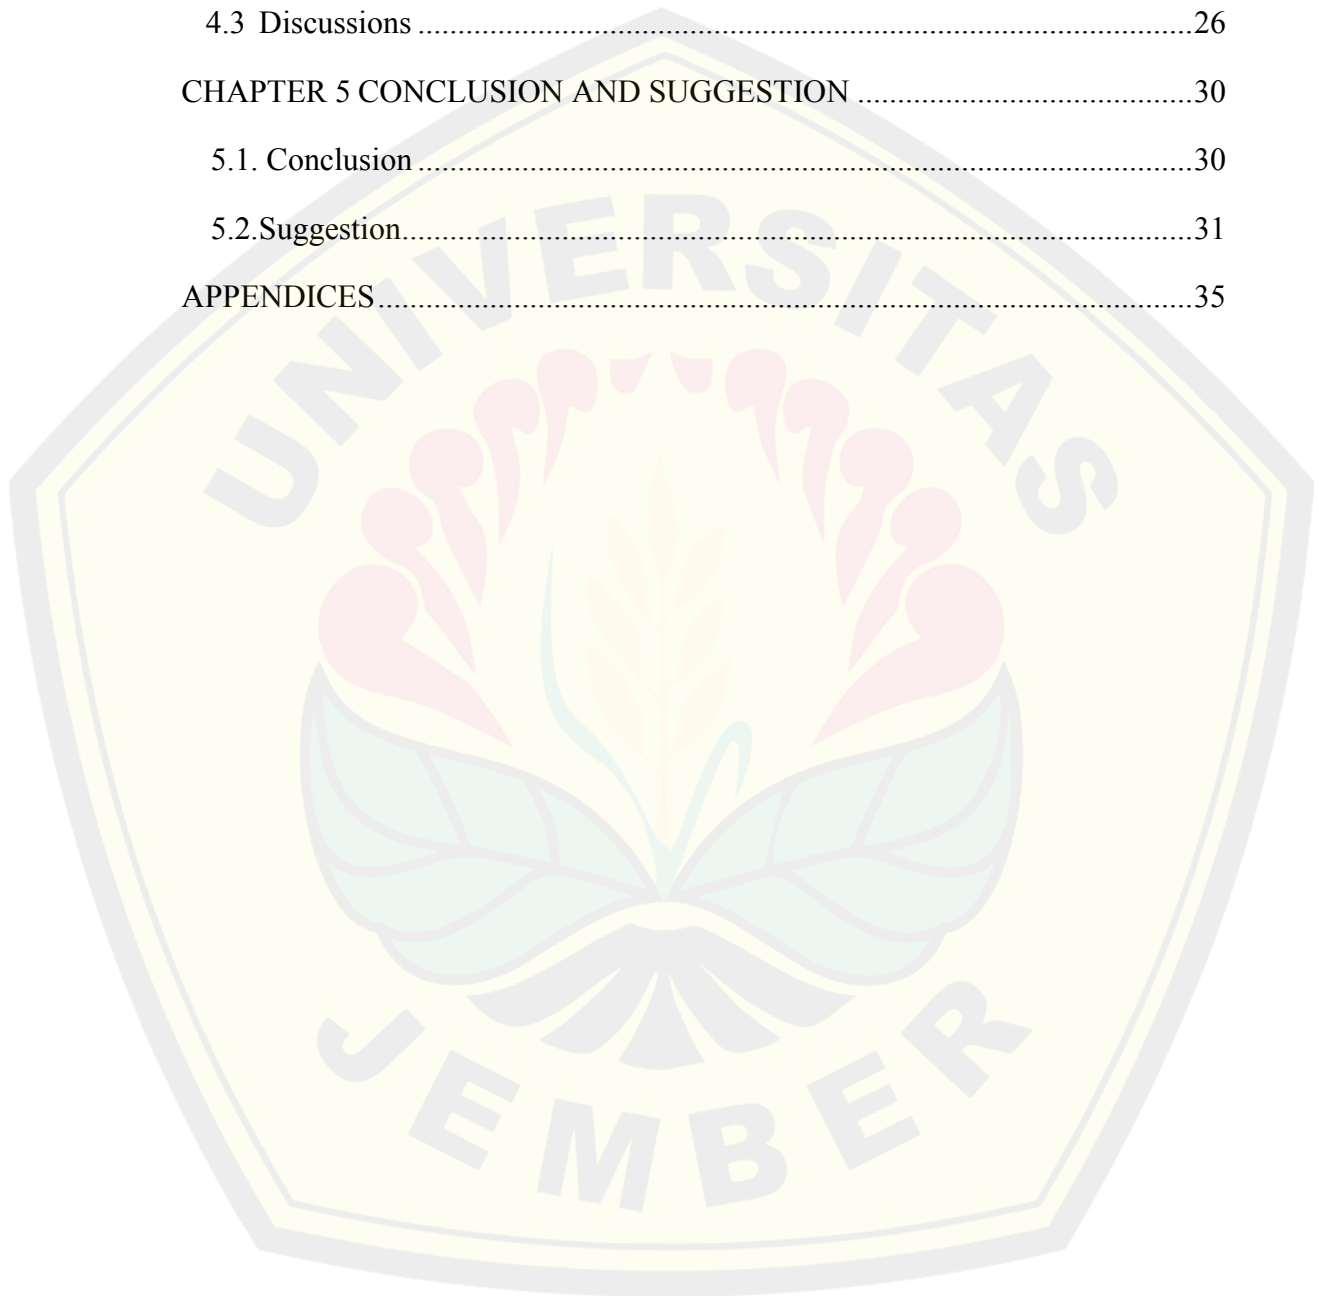 4.3 Discussions ............................................................................................... 26
CHAPTER 5 CONCLUSION AND SUGGESTION ......................................... 30
5.1. Conclusion ............................................................................................... 30
5.2.Suggestion................................................................................................. 31
APPENDICES.................................................................................................... 35
UNIVERSITAS
JEMBER